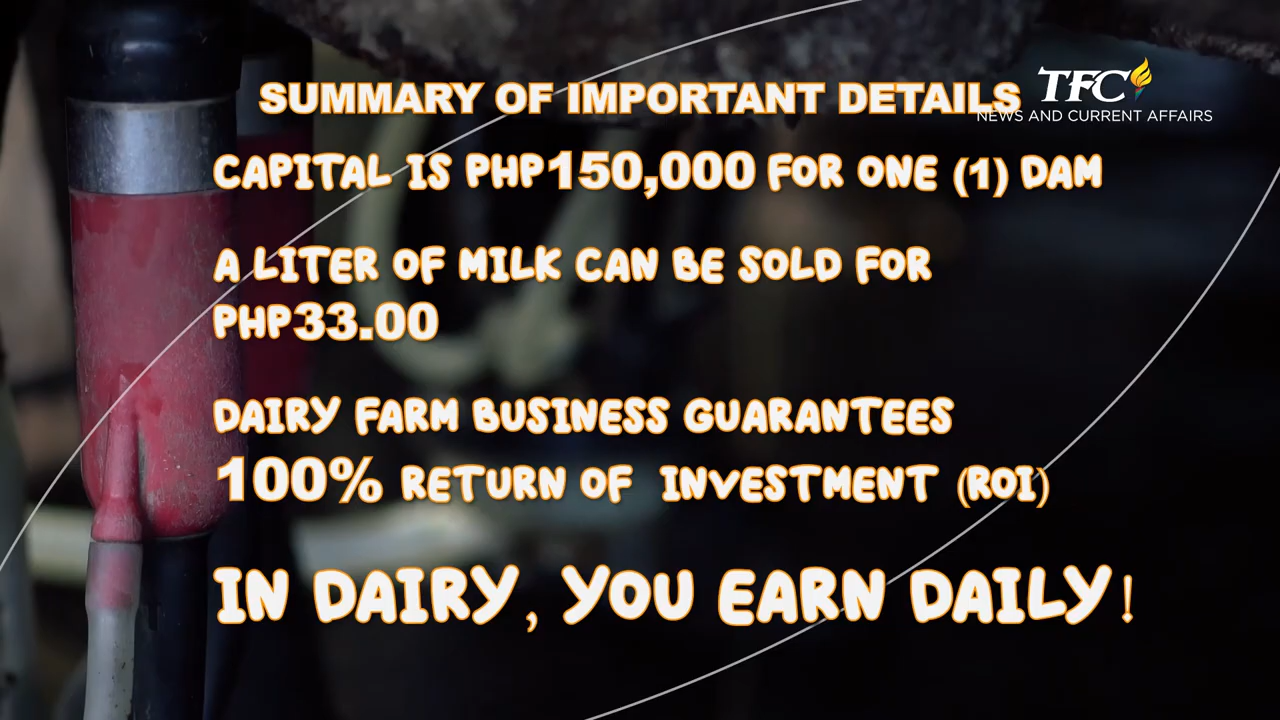 SUMMARY OF IMPORTANT DETAILS
TFC
NEWS AND CURRENT AFFAIRS
CAPITAL IS PHP150,000 FOR ONE (1) DAM
A LITER OF MILK CAN BE SOLD FOR
PHP33.00
DAIRY FARM BUSINESS GUARANTEES
100% RETURN OF INVESTMENT (ROI)
IN DAIRY, YOU EARN DAILY!